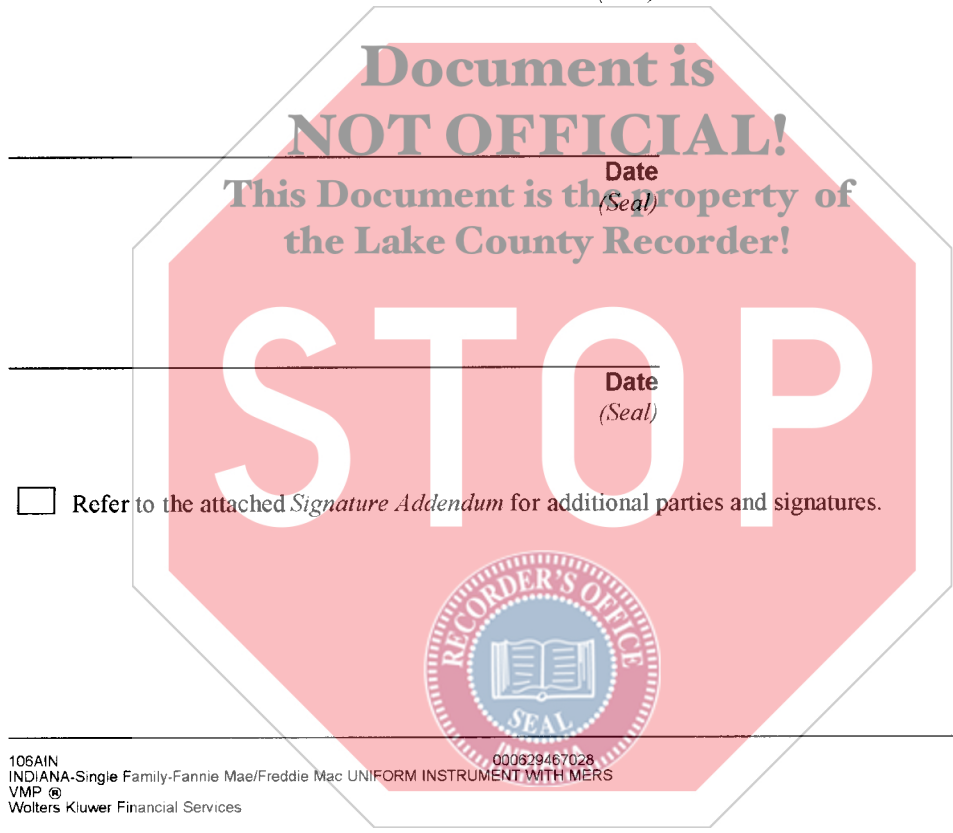 Document is
NOT OFFICIAL!
Date
This Document is the property of
(Seal)
the Lake County Recorder!
STOP
Date
(Seal)
Refer to the attached Signature Addendum for additional parties and signatures.
RECORDER'S OFFICE
SEAL
INDIANA
106AIN 000629467028
INDIANA-Single Family-Fannie Mae/Freddie Mac UNIFORM INSTRUMENT WITH MERS
VMP ®
Wolters Kluwer Financial Services